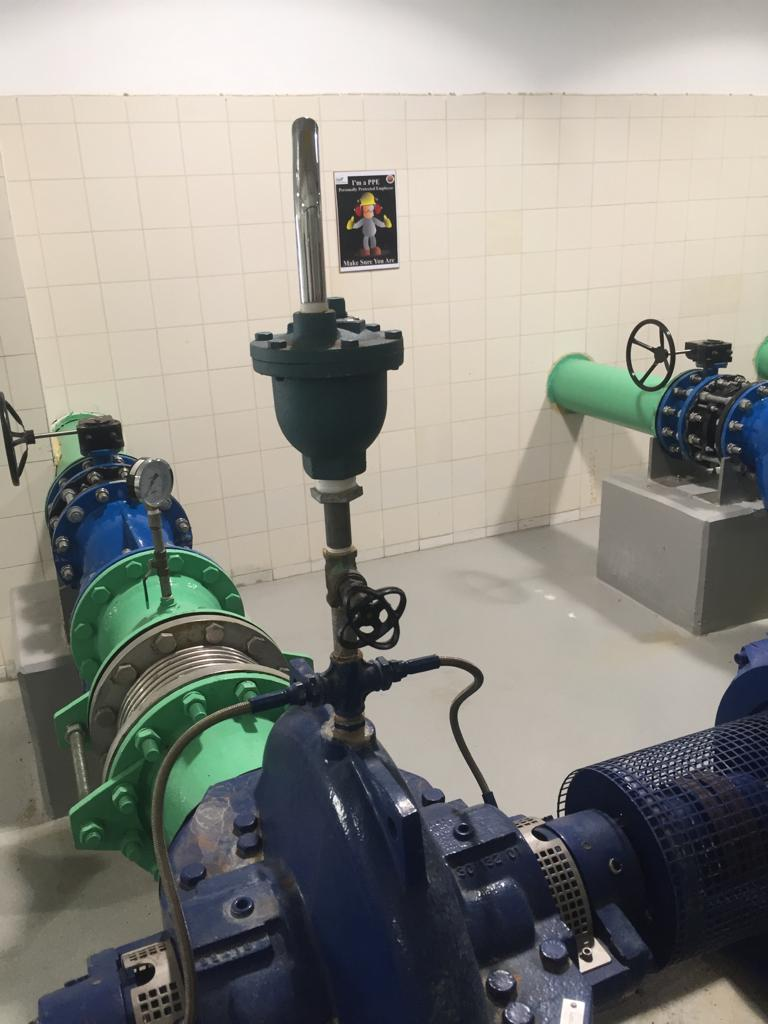 I'm a PPE
Personally Protected Employee
Make Sure You Are